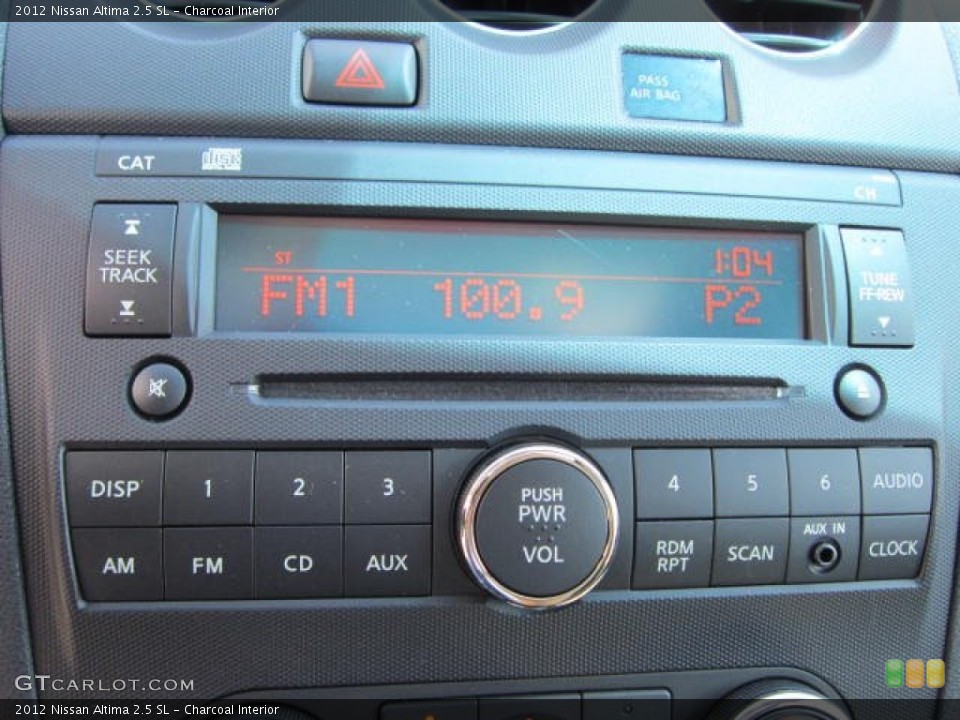 2012 Nissan Altima 2.5 SL – Charcoal Interior
PASS
AIR BAG
CAT
CH
SEEK
TRACK
ST
1:04
FM1 100.9 P2
TUNE
FF·REW
DISP 1 2 3
PUSH
PWR
VOL
4 5 6 AUDIO
AM FM CD AUX
RDM
RPT
SCAN
AUX IN
CLOCK
GTCarLot.com
2012 Nissan Altima 2.5 SL – Charcoal Interior